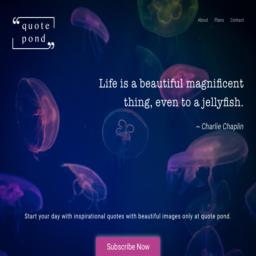 “quote
pond”
About Plans Contact
Life is a beautiful magnificent
thing, even to a jellyfish.
~ Charlie Chaplin
Start your day with inspirational quotes with beautiful images only at quote pond.
Subscribe Now